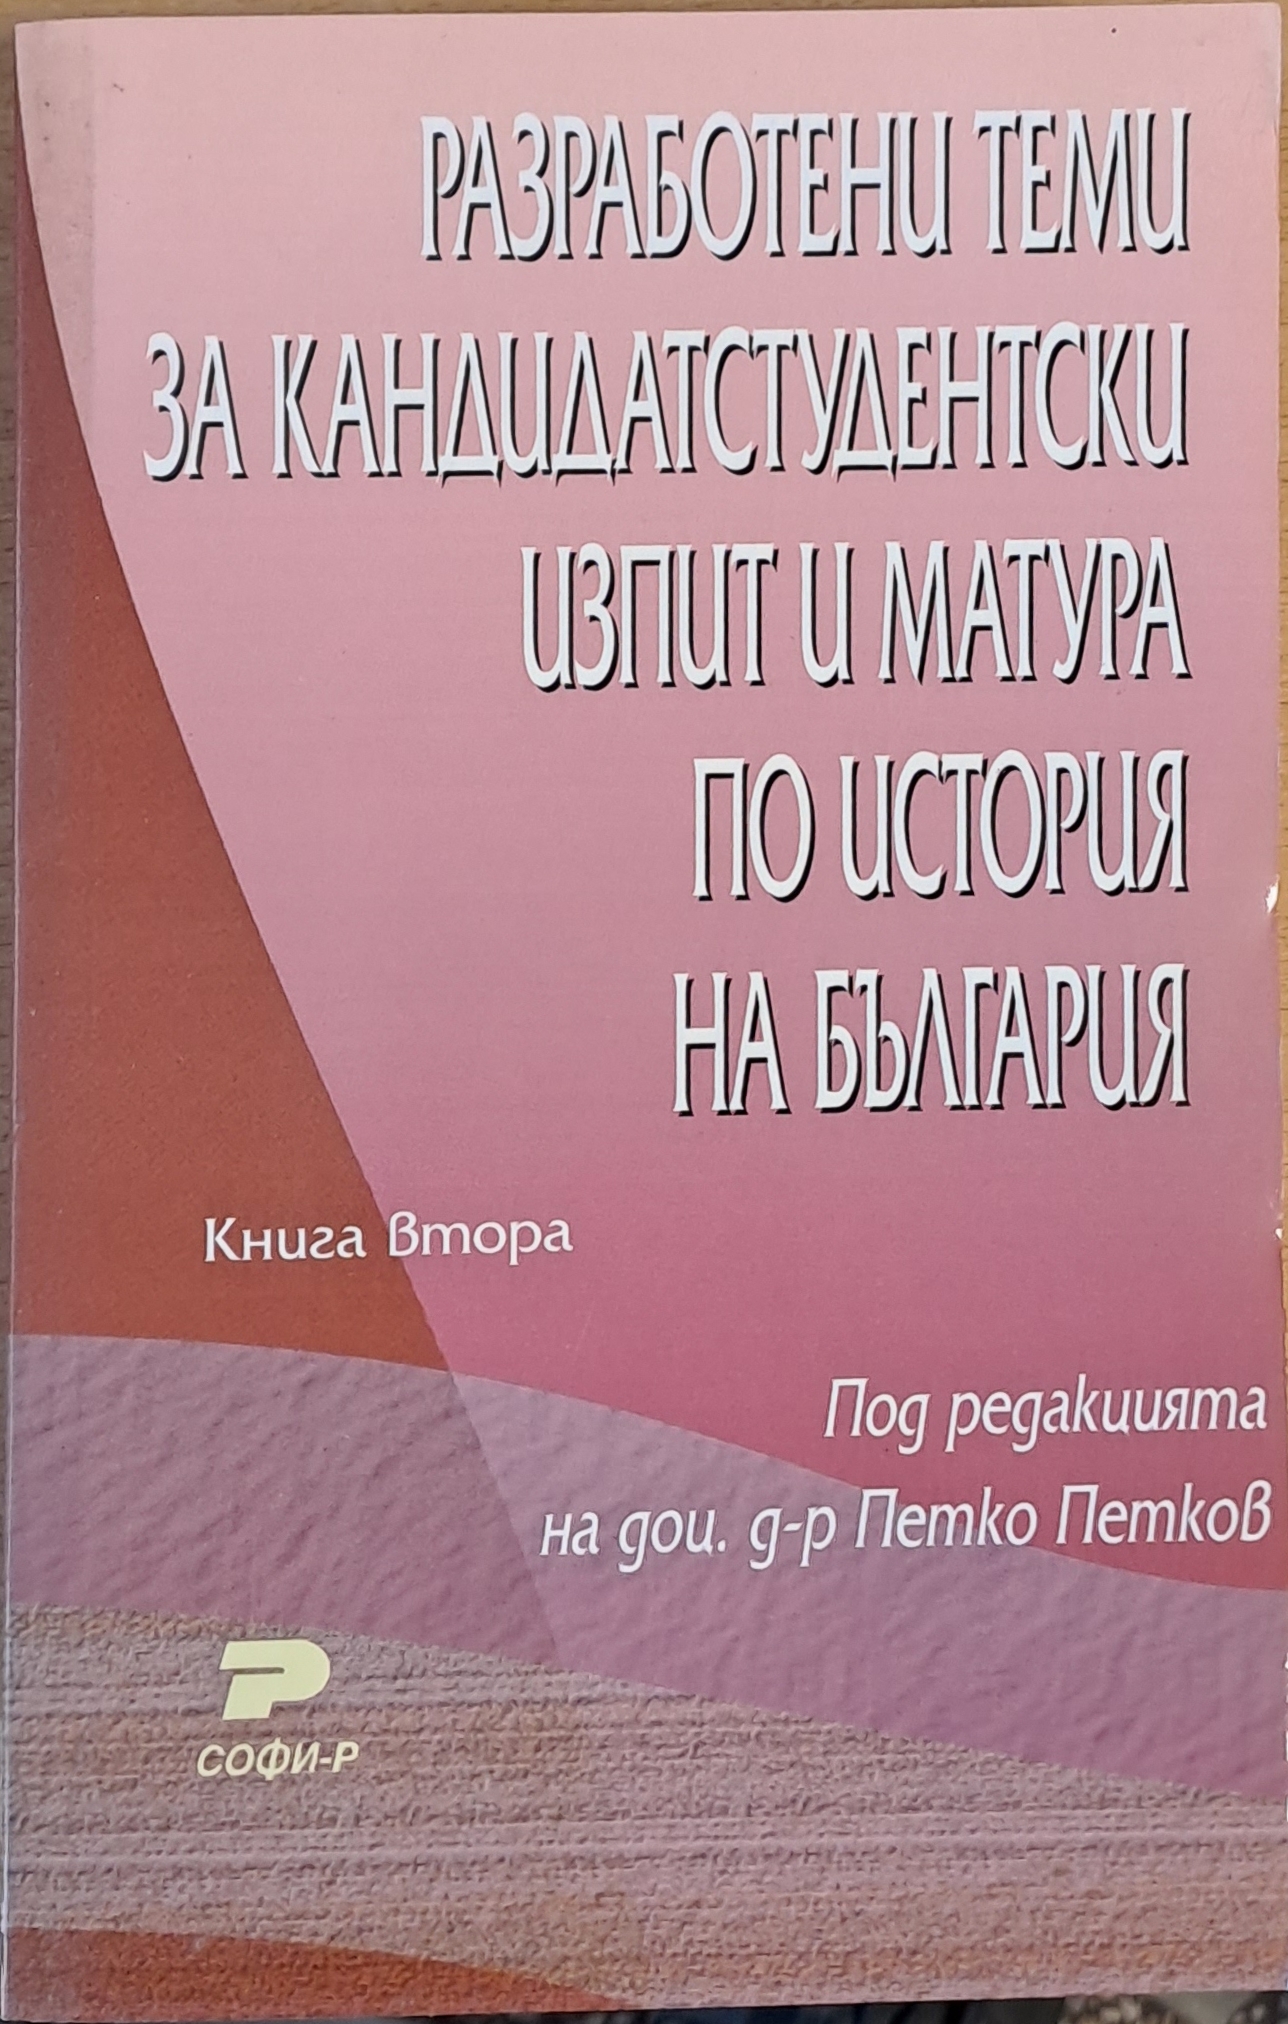 РАЗРАБОТЕНИ ТЕМИ
ЗА КАНДИДАТСТУДЕНТСКИ
ИЗПИТ И МАТУРА
ПО ИСТОРИЯ
НА БЪЛГАРИЯ
Книга втора
Под редакцията
на доц. д-р Петко Петков
СОФИ-Р